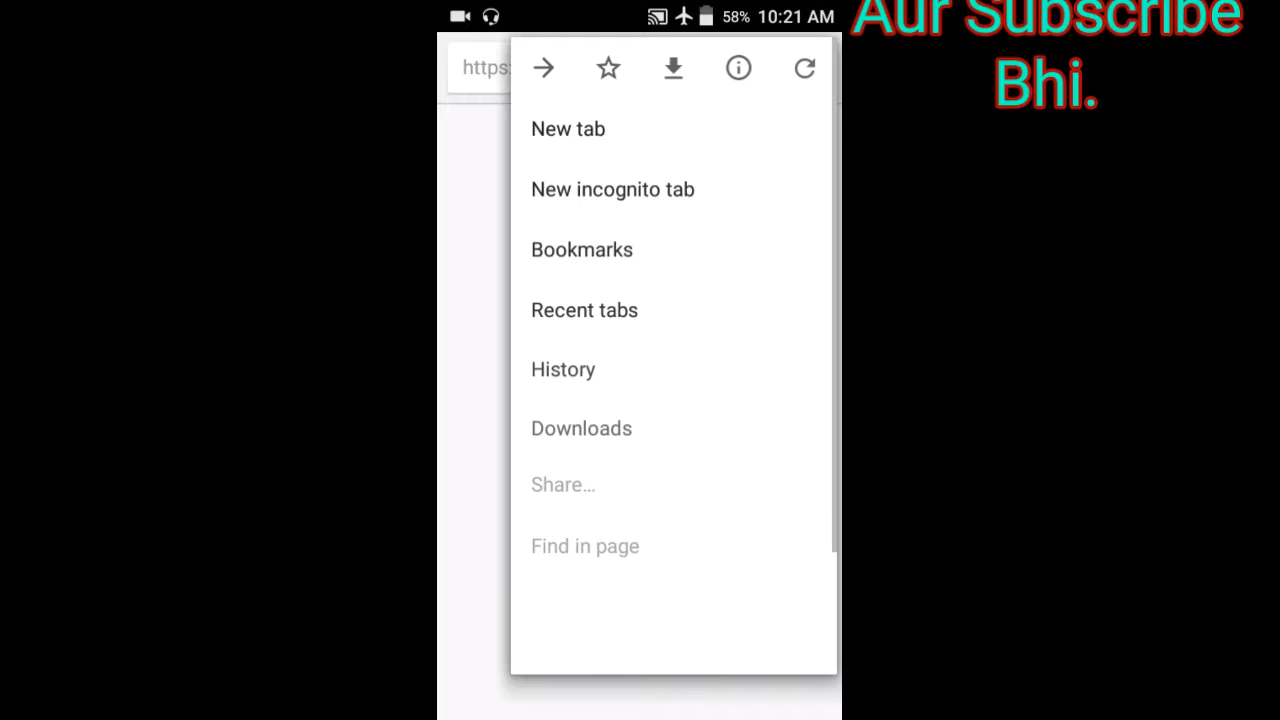 58% 10:21 AM
Aur Subscribe
Bhi.
https:
New tab
New incognito tab
Bookmarks
Recent tabs
History
Downloads
Share...
Find in page